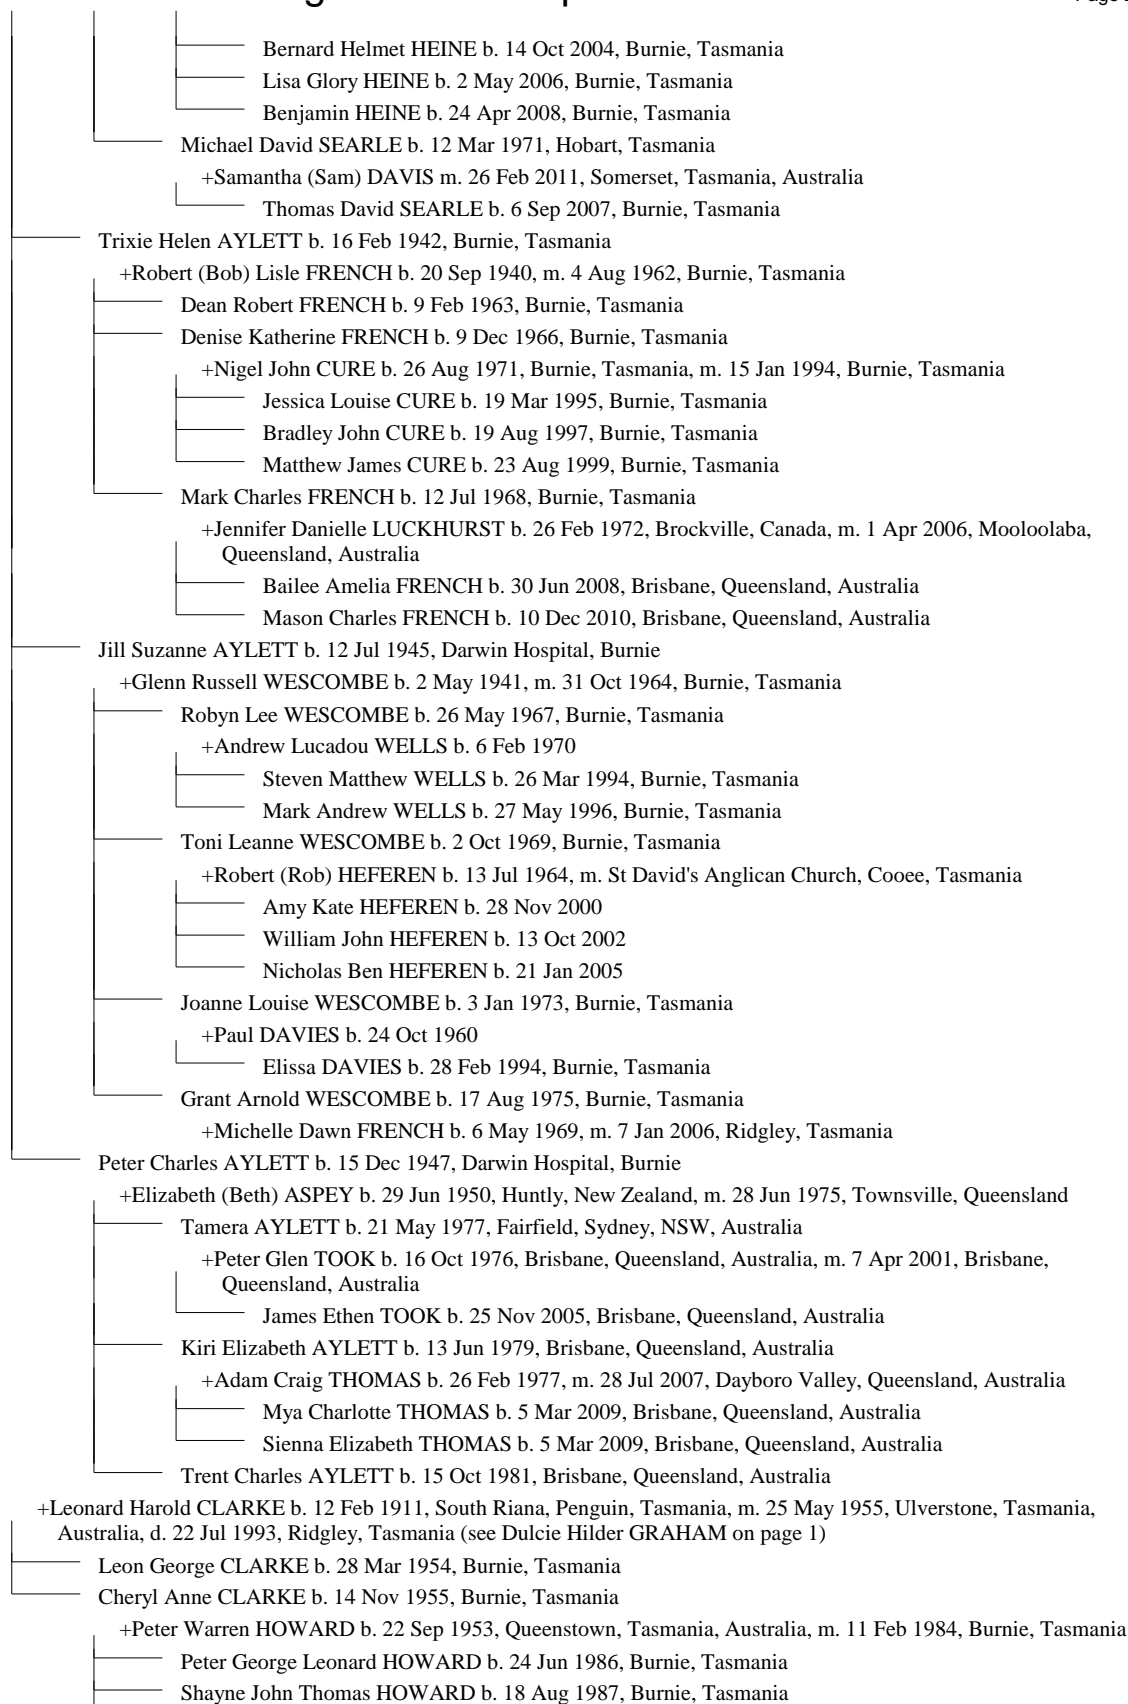 Bernard Helmet HEINE b. 14 Oct 2004, Burnie, Tasmania
Lisa Glory HEINE b. 2 May 2006, Burnie, Tasmania
Benjamin HEINE b. 24 Apr 2008, Burnie, Tasmania
Michael David SEARLE b. 12 Mar 1971, Hobart, Tasmania
+Samantha (Sam) DAVIS m. 26 Feb 2011, Somerset, Tasmania, Australia
Thomas David SEARLE b. 6 Sep 2007, Burnie, Tasmania
Trixie Helen AYLETT b. 16 Feb 1942, Burnie, Tasmania
+Robert (Bob) Lisle FRENCH b. 20 Sep 1940, m. 4 Aug 1962, Burnie, Tasmania
Dean Robert FRENCH b. 9 Feb 1963, Burnie, Tasmania
Denise Katherine FRENCH b. 9 Dec 1966, Burnie, Tasmania
+Nigel John CURE b. 26 Aug 1971, Burnie, Tasmania, m. 15 Jan 1994, Burnie, Tasmania
Jessica Louise CURE b. 19 Mar 1995, Burnie, Tasmania
Bradley John CURE b. 19 Aug 1997, Burnie, Tasmania
Matthew James CURE b. 23 Aug 1999, Burnie, Tasmania
Mark Charles FRENCH b. 12 Jul 1968, Burnie, Tasmania
+Jennifer Danielle LUCKHURST b. 26 Feb 1972, Brockville, Canada, m. 1 Apr 2006, Mooloolaba,
Queensland, Australia
Bailee Amelia FRENCH b. 30 Jun 2008, Brisbane, Queensland, Australia
Mason Charles FRENCH b. 10 Dec 2010, Brisbane, Queensland, Australia
Jill Suzanne AYLETT b. 12 Jul 1945, Darwin Hospital, Burnie
+Glenn Russell WESCOMBE b. 2 May 1941, m. 31 Oct 1964, Burnie, Tasmania
Robyn Lee WESCOMBE b. 26 May 1967, Burnie, Tasmania
+Andrew Lucadou WELLS b. 6 Feb 1970
Steven Matthew WELLS b. 26 Mar 1994, Burnie, Tasmania
Mark Andrew WELLS b. 27 May 1996, Burnie, Tasmania
Toni Leanne WESCOMBE b. 2 Oct 1969, Burnie, Tasmania
+Robert (Rob) HEFEREN b. 13 Jul 1964, m. St David's Anglican Church, Cooee, Tasmania
Amy Kate HEFEREN b. 28 Nov 2000
William John HEFEREN b. 13 Oct 2002
Nicholas Ben HEFEREN b. 21 Jan 2005
Joanne Louise WESCOMBE b. 3 Jan 1973, Burnie, Tasmania
+Paul DAVIES b. 24 Oct 1960
Elissa DAVIES b. 28 Feb 1994, Burnie, Tasmania
Grant Arnold WESCOMBE b. 17 Aug 1975, Burnie, Tasmania
+Michelle Dawn FRENCH b. 6 May 1969, m. 7 Jan 2006, Ridgley, Tasmania
Peter Charles AYLETT b. 15 Dec 1947, Darwin Hospital, Burnie
+Elizabeth (Beth) ASPEY b. 29 Jun 1950, Huntly, New Zealand, m. 28 Jun 1975, Townsville, Queensland
Tamera AYLETT b. 21 May 1977, Fairfield, Sydney, NSW, Australia
+Peter Glen TOOK b. 16 Oct 1976, Brisbane, Queensland, Australia, m. 7 Apr 2001, Brisbane,
Queensland, Australia
James Ethen TOOK b. 25 Nov 2005, Brisbane, Queensland, Australia
Kiri Elizabeth AYLETT b. 13 Jun 1979, Brisbane, Queensland, Australia
+Adam Craig THOMAS b. 26 Feb 1977, m. 28 Jul 2007, Dayboro Valley, Queensland, Australia
Mya Charlotte THOMAS b. 5 Mar 2009, Brisbane, Queensland, Australia
Sienna Elizabeth THOMAS b. 5 Mar 2009, Brisbane, Queensland, Australia
Trent Charles AYLETT b. 15 Oct 1981, Brisbane, Queensland, Australia
+Leonard Harold CLARKE b. 12 Feb 1911, South Riana, Penguin, Tasmania, m. 25 May 1955, Ulverstone, Tasmania,
Australia, d. 22 Jul 1993, Ridgley, Tasmania (see Dulcie Hilder GRAHAM on page 1)
Leon George CLARKE b. 28 Mar 1954, Burnie, Tasmania
Cheryl Anne CLARKE b. 14 Nov 1955, Burnie, Tasmania
+Peter Warren HOWARD b. 22 Sep 1953, Queenstown, Tasmania, Australia, m. 11 Feb 1984, Burnie, Tasmania
Peter George Leonard HOWARD b. 24 Jun 1986, Burnie, Tasmania
Shayne John Thomas HOWARD b. 18 Aug 1987, Burnie, Tasmania